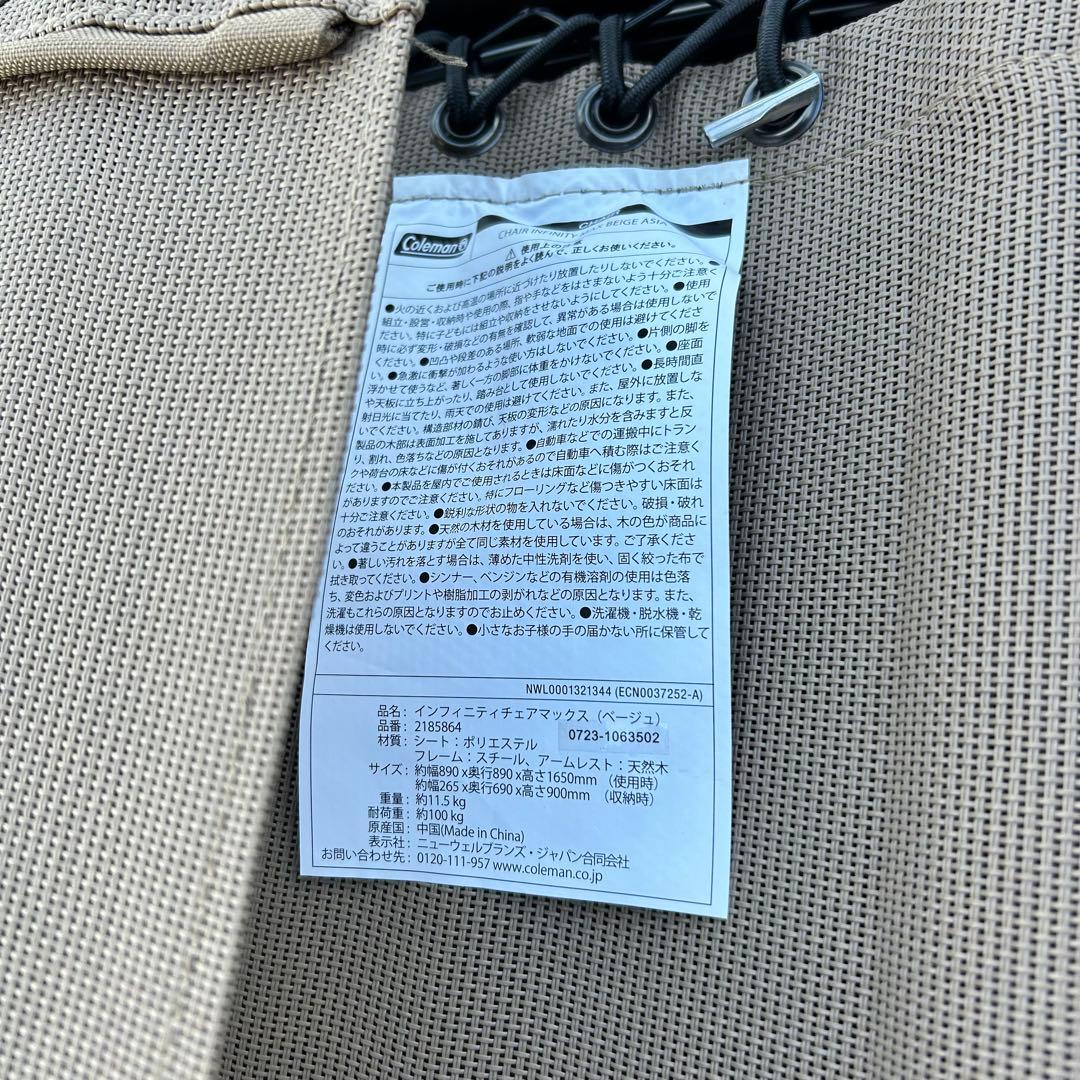 Coleman®
CHAIR INFINITY MAX BEIGE ASIA
使用上の注意
ご使用時に下記の説明をよく読んで、正しくお使いください。
●火の近くおよび高温の場所に近づけたり放置したりしないでください。●
組立・設営・収納時や使用の際、指や手などをはさまないよう十分ご注意く
ださい。特に子どもには組立や収納をさせないようにしてください。●使用
時に必ず変形・破損などの有無を確認して、異常がある場合は使用しないで
ください。●凹凸や段差のある場所、軟弱な地面での使用は避けてくださ
い。●急激に衝撃が加わるような使い方はしないでください。●片側の脚を
浮かせて使うなど、著しく一方の脚部に体重をかけないでください。●座面
や天板に立ち上がったり、踏み台として使用しないでください。●長時間直
射日光に当てたり、雨天での使用は避けてください。また、屋外に放置しな
いでください。構造部材の錆び、天板の変形などの原因になります。また、
製品の木部は表面加工を施してありますが、濡れたり水分を含みますと反
り、割れ、色落ちなどの原因となります。●自動車などでの運搬中にトラン
クや荷台の床などに傷が付くおそれがあるので自動車へ積む際はご注意く
ださい。●本製品を屋内でご使用されるときは床面などに傷がつくおそれ
がありますのでご注意ください。特にフローリングなど傷つきやすい床面は
十分ご注意ください。●鋭利な形状の物を入れないでください。破損・破れ
のおそれがあります。●天然の木材を使用している場合は、木の色が商品に
よって違うことがありますが全て同じ素材を使用しています。ご了承くださ
い。●著しい汚れを落とす場合は、薄めた中性洗剤を使い、固く絞った布で
拭き取ってください。●シンナー、ベンジンなどの有機溶剤の使用は色落
ち、変色およびプリントや樹脂加工の剥がれなどの原因となります。また、
洗濯もこれらの原因となりますのでお止めください。●洗濯機・脱水機・乾
燥機は使用しないでください。●小さなお子様の手の届かない所に保管して
ください。
NWL0001321344 (ECN0037252-A)
品名：インフィニティチェアマックス（ベージュ）
品番：2185864
0723-1063502
材質：シート：ポリエステル
フレーム：スチール、アームレスト：天然木
サイズ：約幅890 x奥行890 x高さ1650mm （使用時）
約幅265 x奥行690 x高さ900mm （収納時）
重量：約11.5 kg
耐荷重：約100 kg
原産国：中国(Made in China)
表示社：ニューウェルブランズ・ジャパン合同会社
お問い合わせ先：0120-111-957 www.coleman.co.jp